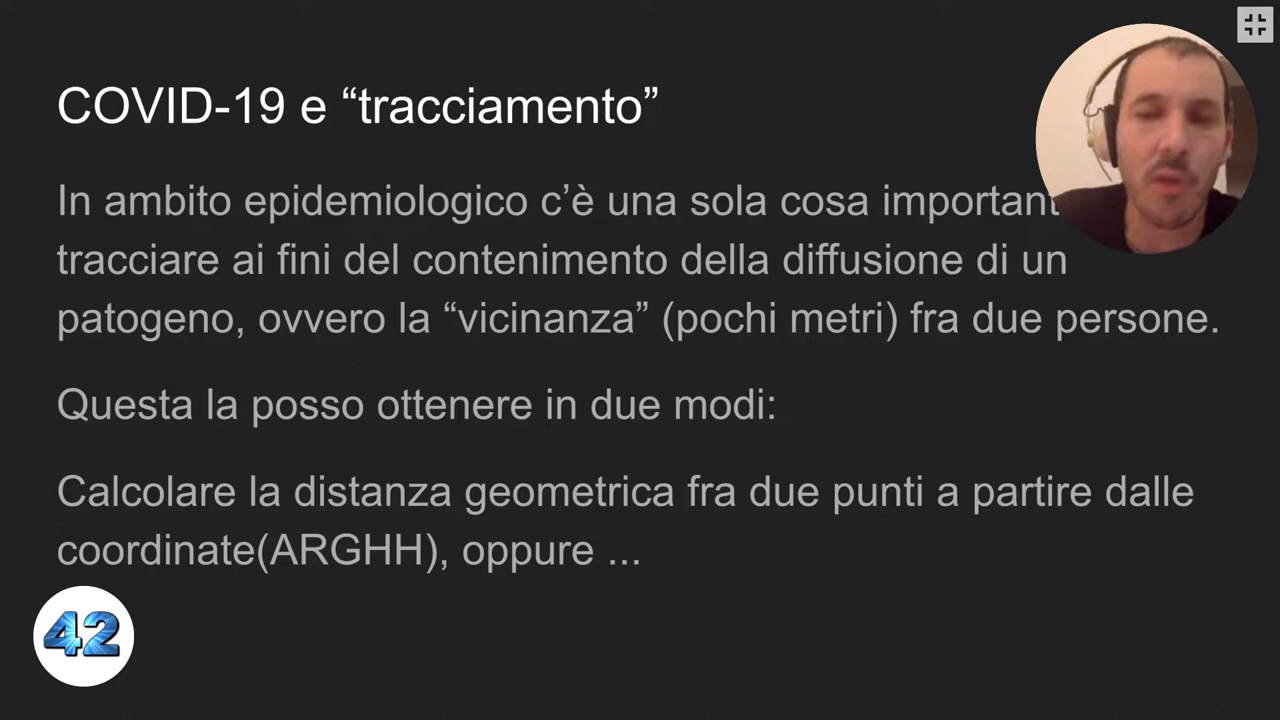 COVID-19 e “tracciamento”
In ambito epidemiologico c’è una sola cosa important
tracciare ai fini del contenimento della diffusione di un
patogeno, ovvero la “vicinanza” (pochi metri) fra due persone.
Questa la posso ottenere in due modi:
Calcolare la distanza geometrica fra due punti a partire dalle
coordinate(ARGHH), oppure ...
42